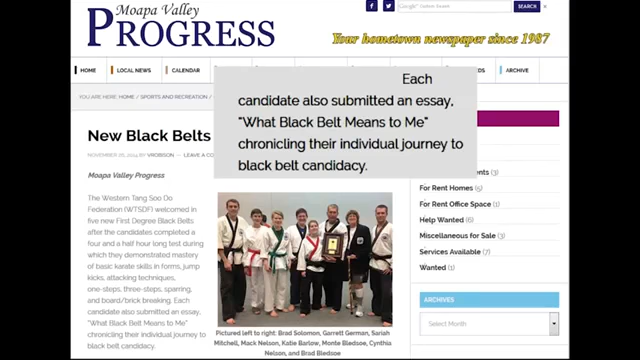 Moapa Valley
PROGRESS
SEARCH
Your hometown newspaper since 1987
HOME
LOCAL NEWS
CALENDAR
ARCHIVE
YOU ARE HERE: HOME / SPORTS AND RECREATION /
New Black Belts
NOVEMBER 26, 2014 BY VROBISON — LEAVE A CO
Moapa Valley Progress
The Western Tang Soo Do
Federation (WTSDF) welcomed in
five new First Degree Black Belts
after the candidates completed a
four and a half hour long test during
which they demonstrated mastery
of basic karate skills in forms, jump
kicks, attacking techniques,
one-steps, three-steps, sparring,
and board/brick breaking. Each
candidate also submitted an essay,
"What Black Belt Means to Me"
chronicling their individual journey to
black belt candidacy.
Each
candidate also submitted an essay,
"What Black Belt Means to Me"
chronicling their individual journey to
black belt candidacy.
Pictured left to right: Brad Solomon, Garrett German, Sariah
Mitchell, Mack Nelson, Katie Barlow, Monte Bledsoe, Cynthia
Nelson, and Brad Bledsoe
For Rent Homes (5)
For Rent Office Space (1)
Help Wanted (6)
Miscellaneous for Sale (3)
Services Available (7)
Wanted (1)
ARCHIVES
Select Month